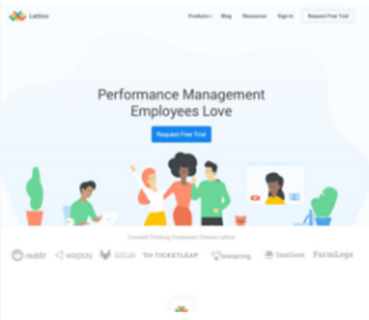 Lattice
Products
Blog
Resources
Sign in
Request Free Trial
Performance Management
Employees Love
Request Free Trial
Forward Thinking Companies Choose Lattice
reddit
wepay
GitLab
TICKETLEAP
teespring
SeatGeek
FarmLogs